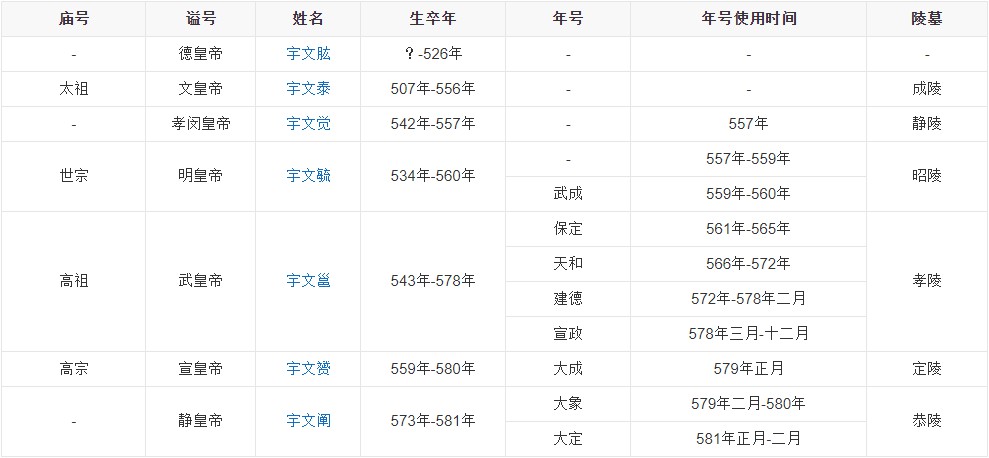 庙号 谥号 姓名 生卒年 年号 年号使用时间 陵墓
- 德皇帝 宇文肱 ？-526年 - - -
太祖 文皇帝 宇文泰 507年-556年 - - 成陵
- 孝闵皇帝 宇文觉 542年-557年 - 557年 静陵
世宗 明皇帝 宇文毓 534年-560年 - 557年-559年 昭陵
武成 559年-560年
高祖 武皇帝 宇文邕 543年-578年 保定 561年-565年 孝陵
天和 566年-572年
建德 572年-578年二月
宣政 578年三月-十二月
高宗 宣皇帝 宇文赟 559年-580年 大成 579年正月 定陵
- 静皇帝 宇文阐 573年-581年 大象 579年二月-580年 恭陵
大定 581年正月-二月